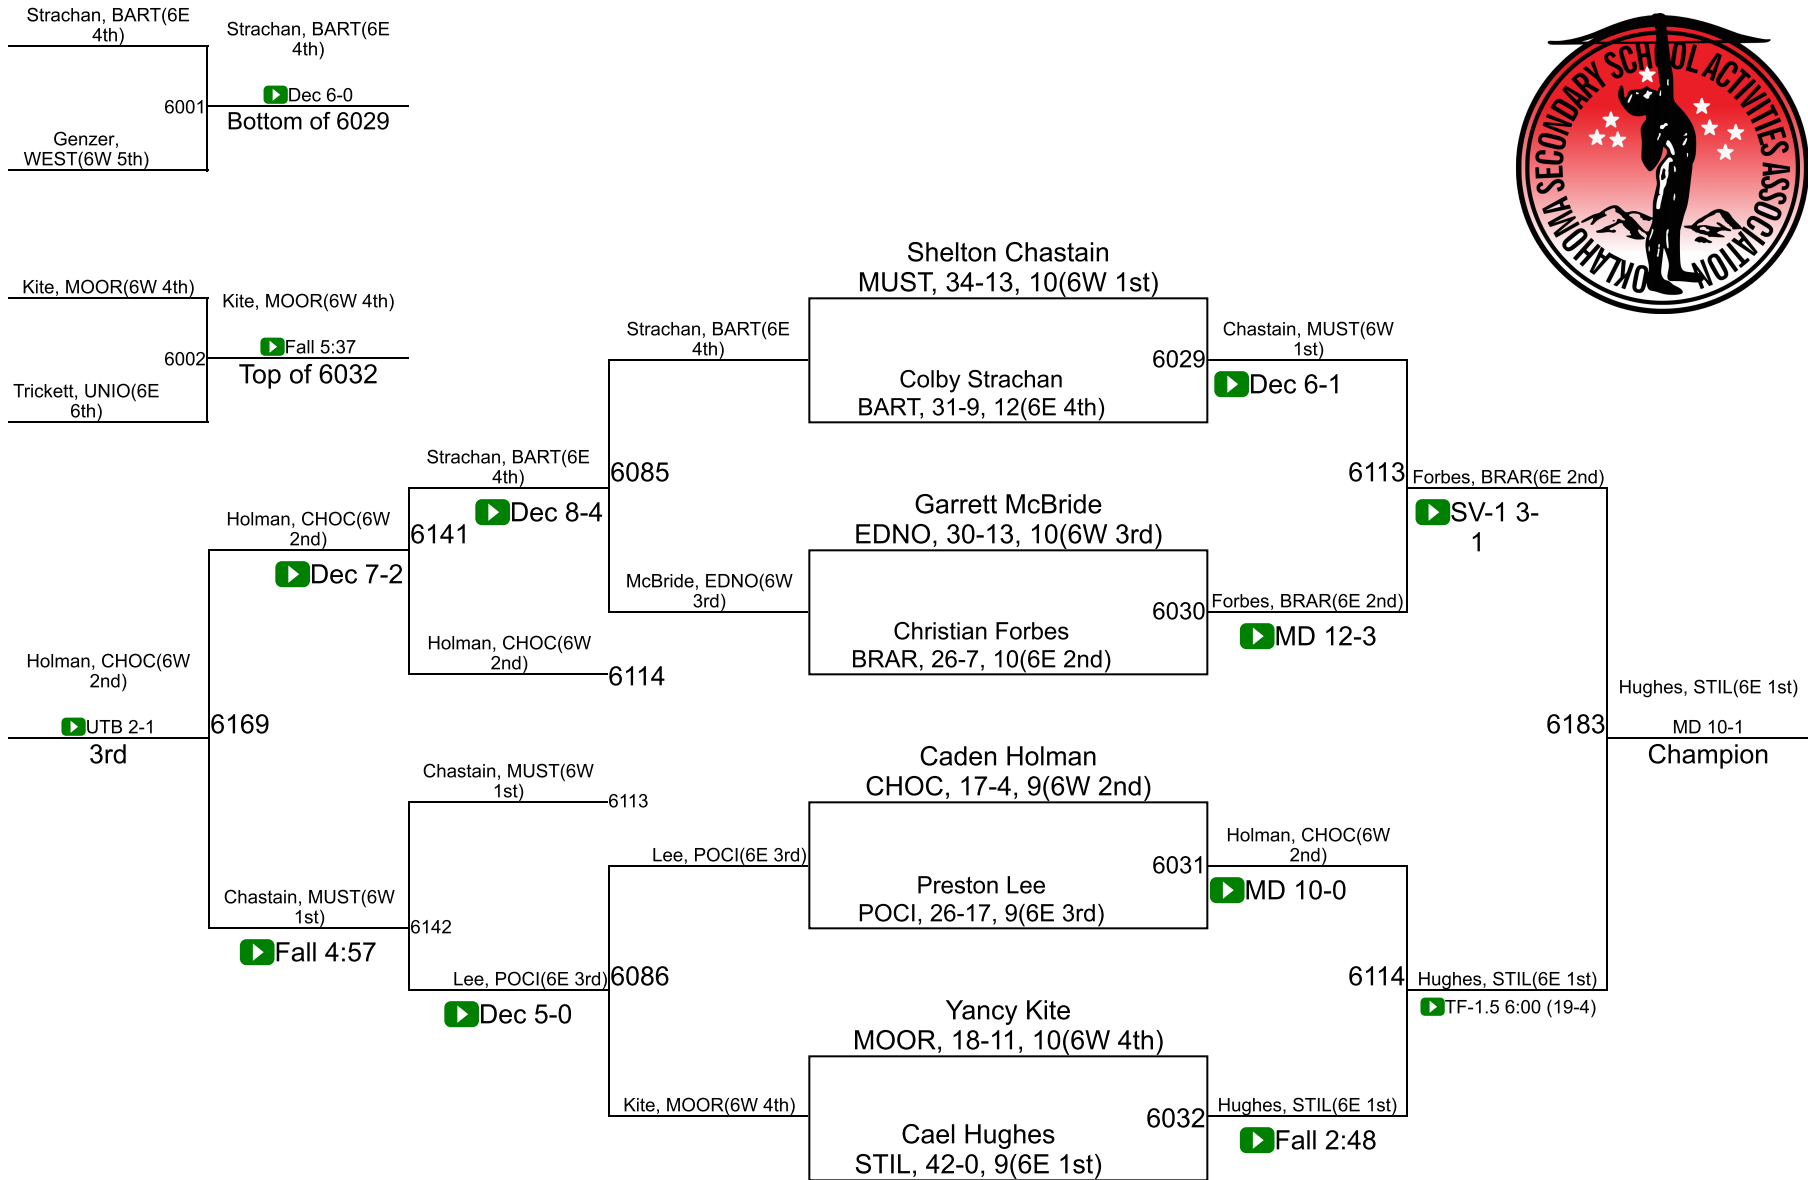 Strachan, BART(6E
4th)
Strachan, BART(6E
4th)
6001
Dec 6-0
Bottom of 6029
Genzer,
WEST(6W 5th)
OKLAHOMA SECONDARY SCHOOL ACTIVITIES ASSOCIATION
Kite, MOOR(6W 4th)
Kite, MOOR(6W 4th)
6002
Fall 5:37
Top of 6032
Trickett, UNIO(6E
6th)
Shelton Chastain
MUST, 34-13, 10(6W 1st)
Strachan, BART(6E
4th)
6029
Chastain, MUST(6W
1st)
Dec 6-1
Colby Strachan
BART, 31-9, 12(6E 4th)
Strachan, BART(6E
4th)
6085
Dec 8-4
6113
Forbes, BRAR(6E 2nd)
SV-1 3-
1
Garrett McBride
EDNO, 30-13, 10(6W 3rd)
Holman, CHOC(6W
2nd)
6141
Dec 7-2
McBride, EDNO(6W
3rd)
6030
Forbes, BRAR(6E 2nd)
MD 12-3
Christian Forbes
BRAR, 26-7, 10(6E 2nd)
Holman, CHOC(6W
2nd)
6114
Holman, CHOC(6W
2nd)
UTB 2-1
3rd
6169
Hughes, STIL(6E 1st)
6183
MD 10-1
Champion
Caden Holman
CHOC, 17-4, 9(6W 2nd)
Chastain, MUST(6W
1st)
6113
Lee, POCI(6E 3rd)
6031
Holman, CHOC(6W
2nd)
MD 10-0
Preston Lee
POCI, 26-17, 9(6E 3rd)
Chastain, MUST(6W
1st)
6142
Fall 4:57
Lee, POCI(6E 3rd)
6086
Dec 5-0
6114
Hughes, STIL(6E 1st)
TF-1.5 6:00 (19-4)
Yancy Kite
MOOR, 18-11, 10(6W 4th)
Kite, MOOR(6W 4th)
6032
Hughes, STIL(6E 1st)
Fall 2:48
Cael Hughes
STIL, 42-0, 9(6E 1st)